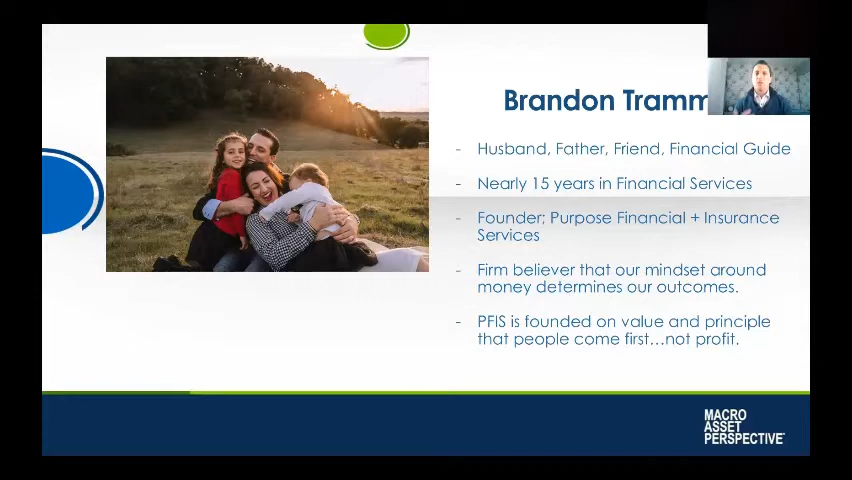 Brandon
- Husband, Father, Friend, Financial Guide
- Nearly 15 years in Financial Services
- Founder; Purpose Financial + Insurance
Services
- Firm believer that our mindset around
money determines our outcomes.
- PFIS is founded on value and principle
that people come first…not profit.
MACRO
ASSET
PERSPECTIVE